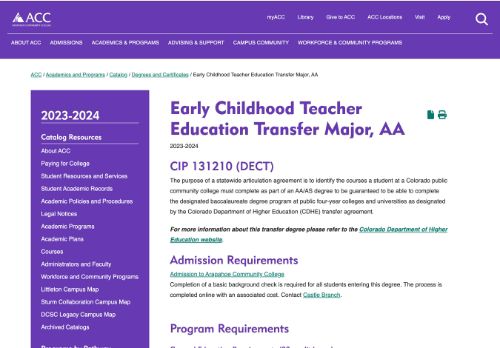 ACC
myACC Library Give to ACC ACC Locations Visit Apply
ABOUT ACC ADMISSIONS ACADEMICS & PROGRAMS ADVISING & SUPPORT CAMPUS COMMUNITY WORKFORCE & COMMUNITY PROGRAMS
ACC / Academics and Programs / Catalog / Degrees and Certificates / Early Childhood Teacher Education Transfer Major, AA
2023-2024
Catalog Resources
About ACC
Paying for College
Student Resources and Services
Student Academic Records
Academic Policies and Procedures
Legal Notices
Academic Programs
Academic Plans
Courses
Administrators and Faculty
Workforce and Community Programs
Littleton Campus Map
Sturm Collaboration Campus Map
DCSC Legacy Campus Map
Archived Catalogs
Early Childhood Teacher
Education Transfer Major, AA
2023-2024
CIP 131210 (DECT)
The purpose of a statewide articulation agreement is to identify the courses a student at a Colorado public
community college must complete as part of an AA/AS degree to be guaranteed to be able to complete
the designated baccalaureate degree program at public four-year colleges and universities as designated
by the Colorado Department of Higher Education (CDHE) transfer agreement.
For more information about this transfer degree please refer to the Colorado Department of Higher
Education website.
Admission Requirements
Admission to Arapahoe Community College
Completion of a basic background check is required for all students entering this degree. The process is
completed online with an associated cost. Contact Castle Branch.
Program Requirements